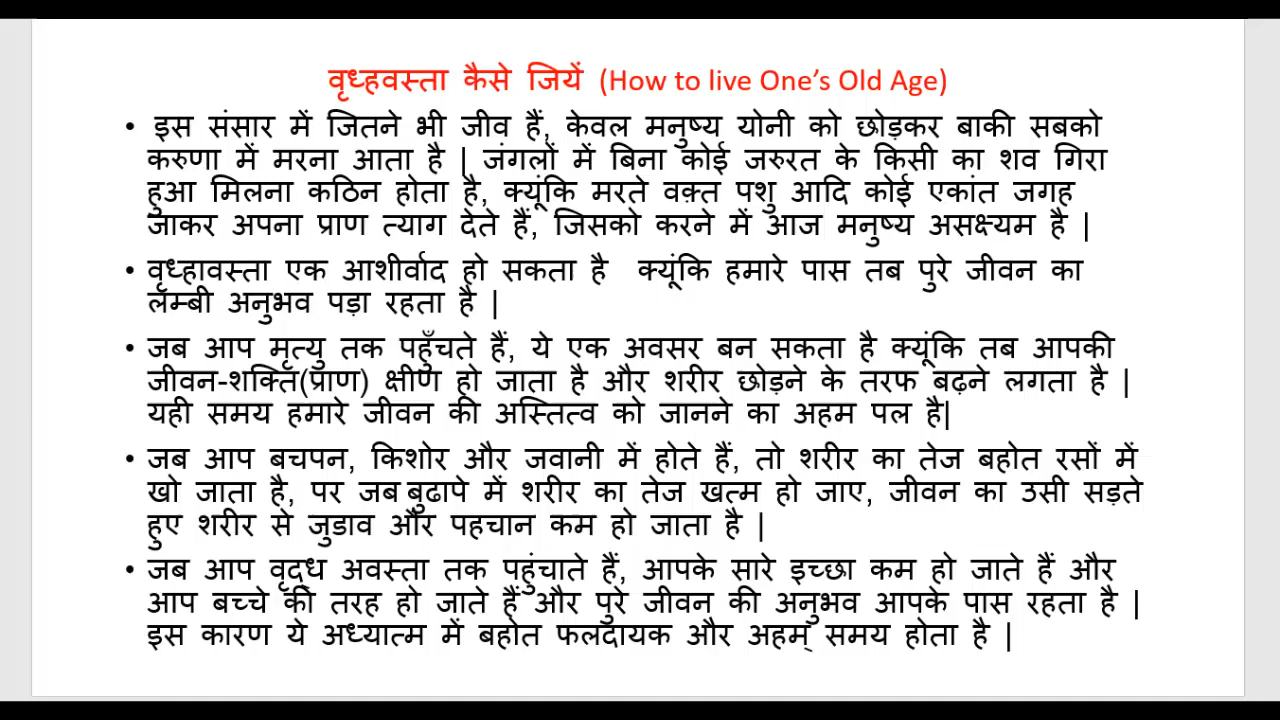 वृध्हवस्ता कैसे जियें (How to live One's Old Age)
• इस संसार में जितने भी जीव हैं, केवल मनुष्य योनी को छोड़कर बाकी सबको
करुणा में मरना आता है | जंगलों में बिना कोई जरुरत के किसी का शव गिरा
हुआ मिलना कठिन होता है, क्यूंकि मरते वक़्त पशु आदि कोई एकांत जगह
जाकर अपना प्राण त्याग देते हैं, जिसको करने में आज मनुष्य असक्ष्यम है |
• वृध्हावस्ता एक आशीर्वाद हो सकता है क्यूंकि हमारे पास तब पुरे जीवन का
लम्बी अनुभव पड़ा रहता है |
• जब आप मृत्यु तक पहुँचते हैं, ये एक अवसर बन सकता है क्यूंकि तब आपकी
जीवन-शक्ति(प्राण) क्षीण हो जाता है और शरीर छोड़ने के तरफ बढ़ने लगता है |
यही समय हमारे जीवन की अस्तित्व को जानने का अहम पल है|
• जब आप बचपन, किशोर और जवानी में होते हैं, तो शरीर का तेज बहोत रसों में
खो जाता है, पर जब बुढापे में शरीर का तेज खत्म हो जाए, जीवन का उसी सड़ते
हुए शरीर से जुडाव और पहचान कम हो जाता है |
• जब आप वृद्ध अवस्ता तक पहुंचाते हैं, आपके सारे इच्छा कम हो जाते हैं और
आप बच्चे की तरह हो जाते हैं और पुरे जीवन की अनुभव आपके पास रहता है |
इस कारण ये अध्यात्म में बहोत फलदायक और अहम् समय होता है |